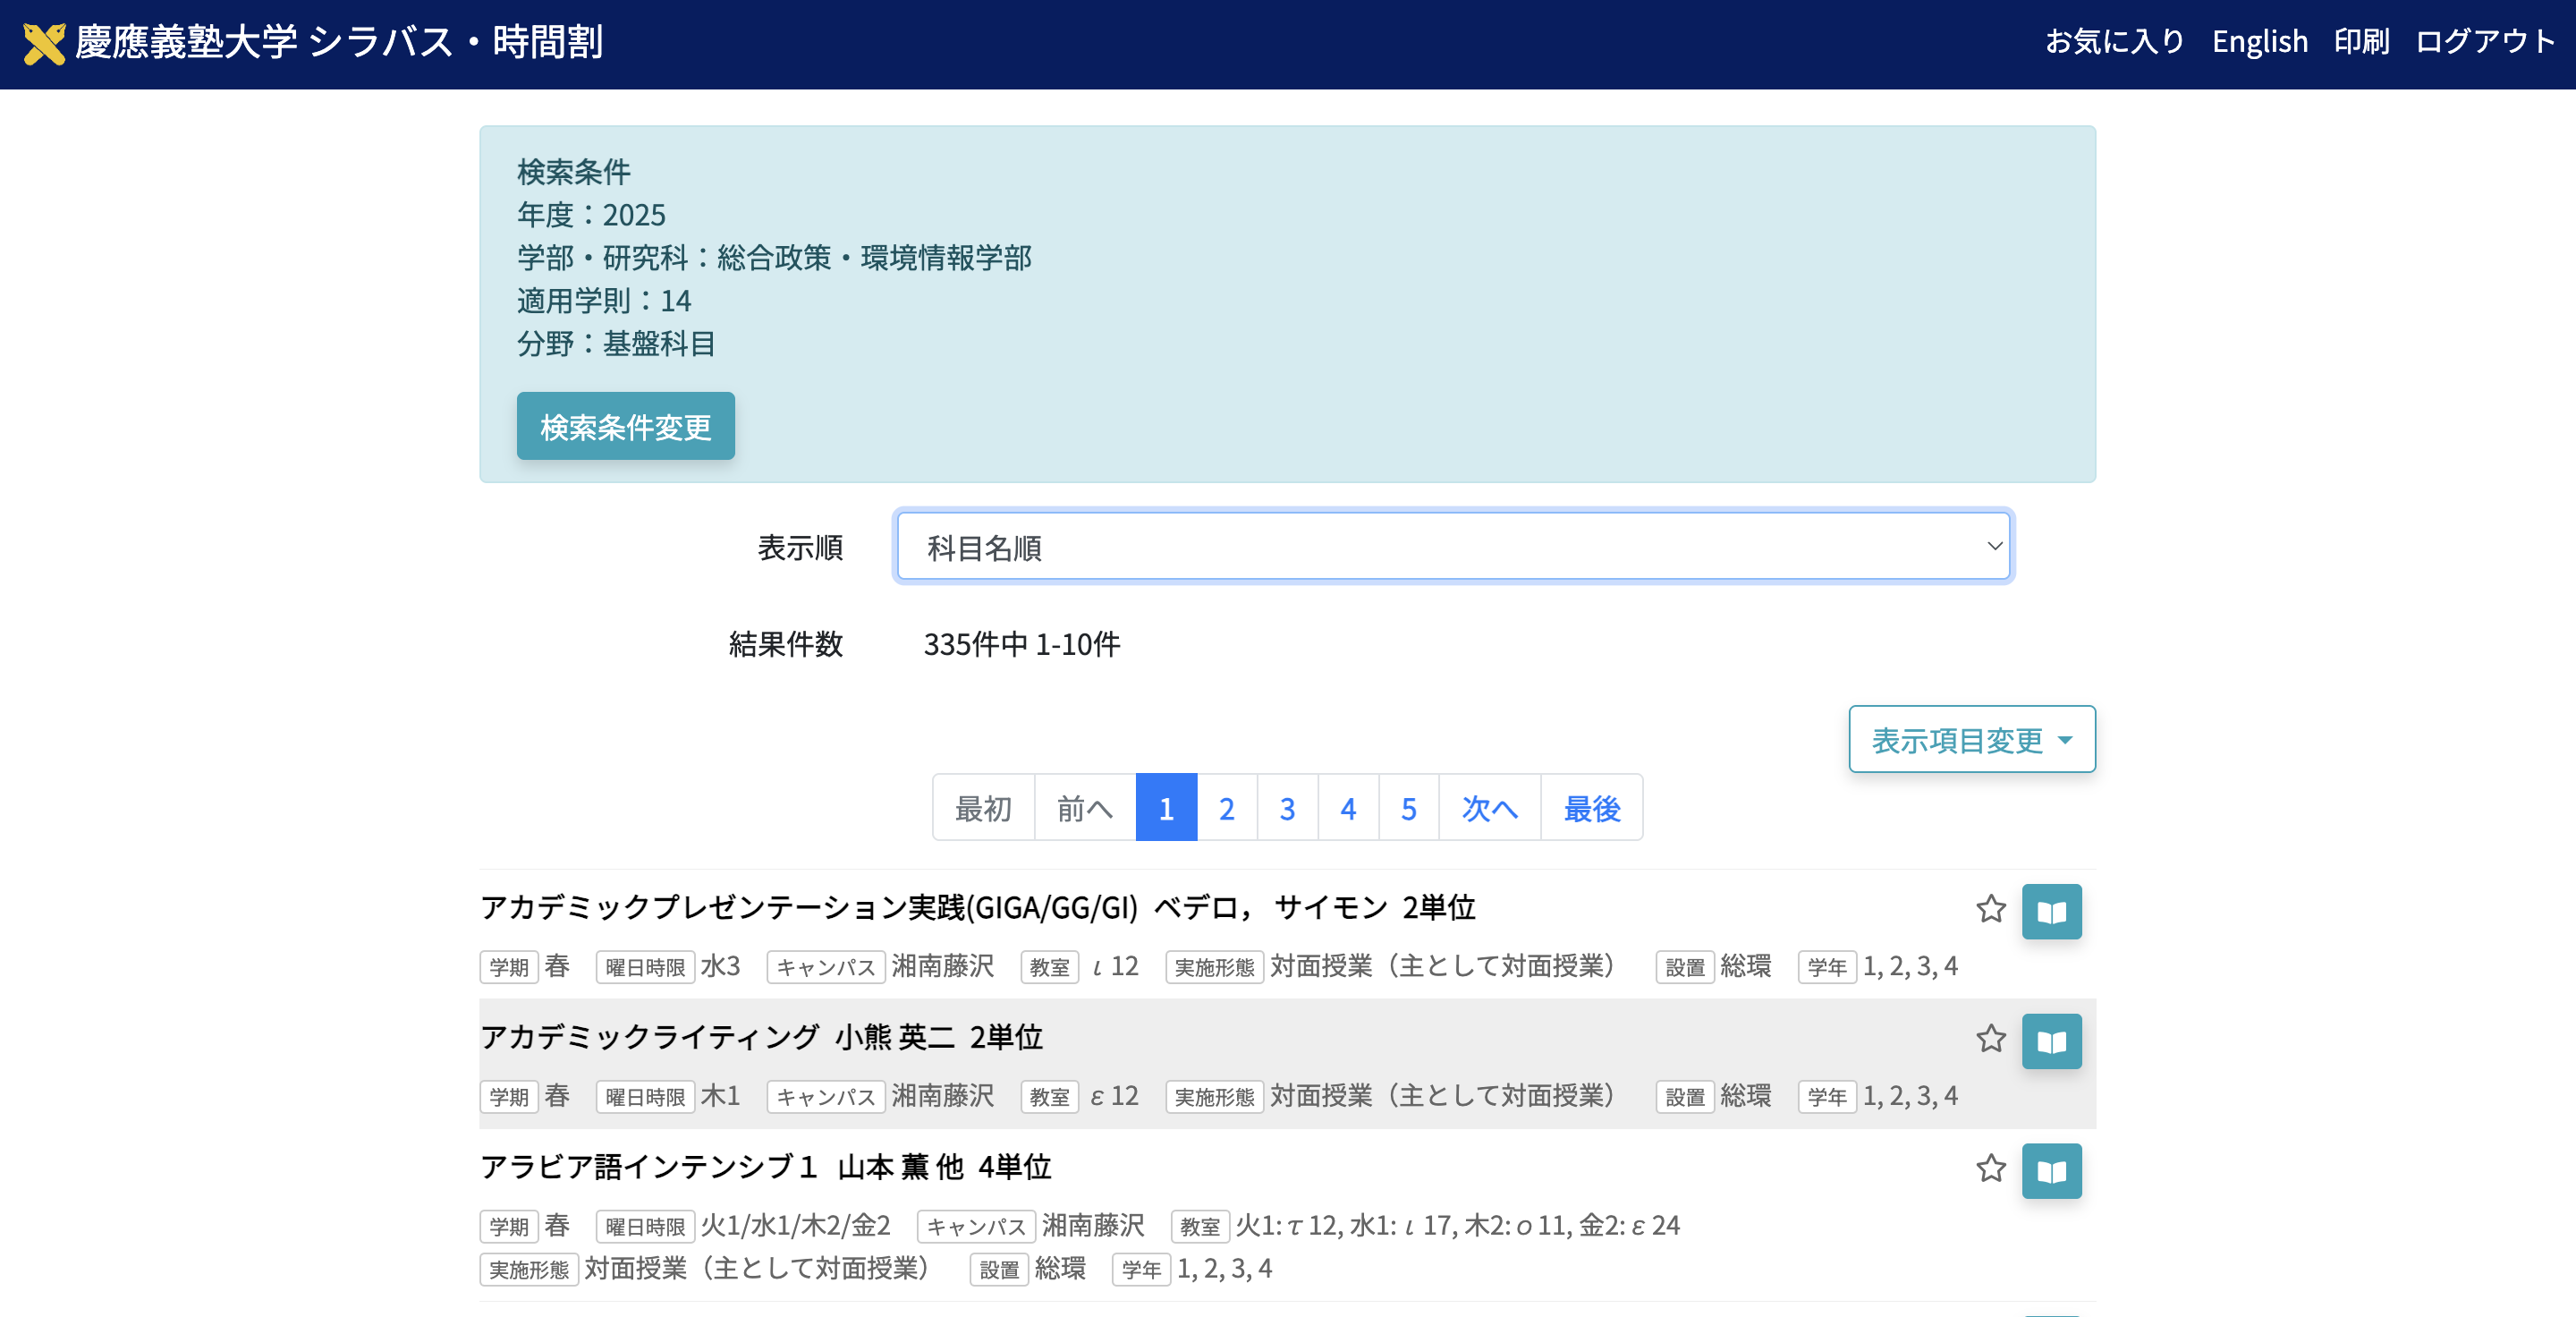 慶應義塾大学 シラバス・時間割
お気に入り English 印刷 ログアウト
検索条件
年度：2025
学部・研究科：総合政策・環境情報学部
適用学則：14
分野：基盤科目
検索条件変更
表示順 科目名順
結果件数 335件中 1-10件
表示項目変更
最初 前へ 1 2 3 4 5 次へ 最後
アカデミックプレゼンテーション実践(GIGA/GG/GI) ベデロ， サイモン 2単位
学期 春 曜日時限 水3 キャンパス 湘南藤沢 教室 ι 12 実施形態 対面授業（主として対面授業） 設置 総環 学年 1, 2, 3, 4
アカデミックライティング 小熊 英二 2単位
学期 春 曜日時限 木1 キャンパス 湘南藤沢 教室 ε 12 実施形態 対面授業（主として対面授業） 設置 総環 学年 1, 2, 3, 4
アラビア語インテンシブ１ 山本 薫 他 4単位
学期 春 曜日時限 火1/水1/木2/金2 キャンパス 湘南藤沢 教室 火1: τ 12, 水1: ι 17, 木2: ο 11, 金2: ε 24
実施形態 対面授業（主として対面授業） 設置 総環 学年 1, 2, 3, 4